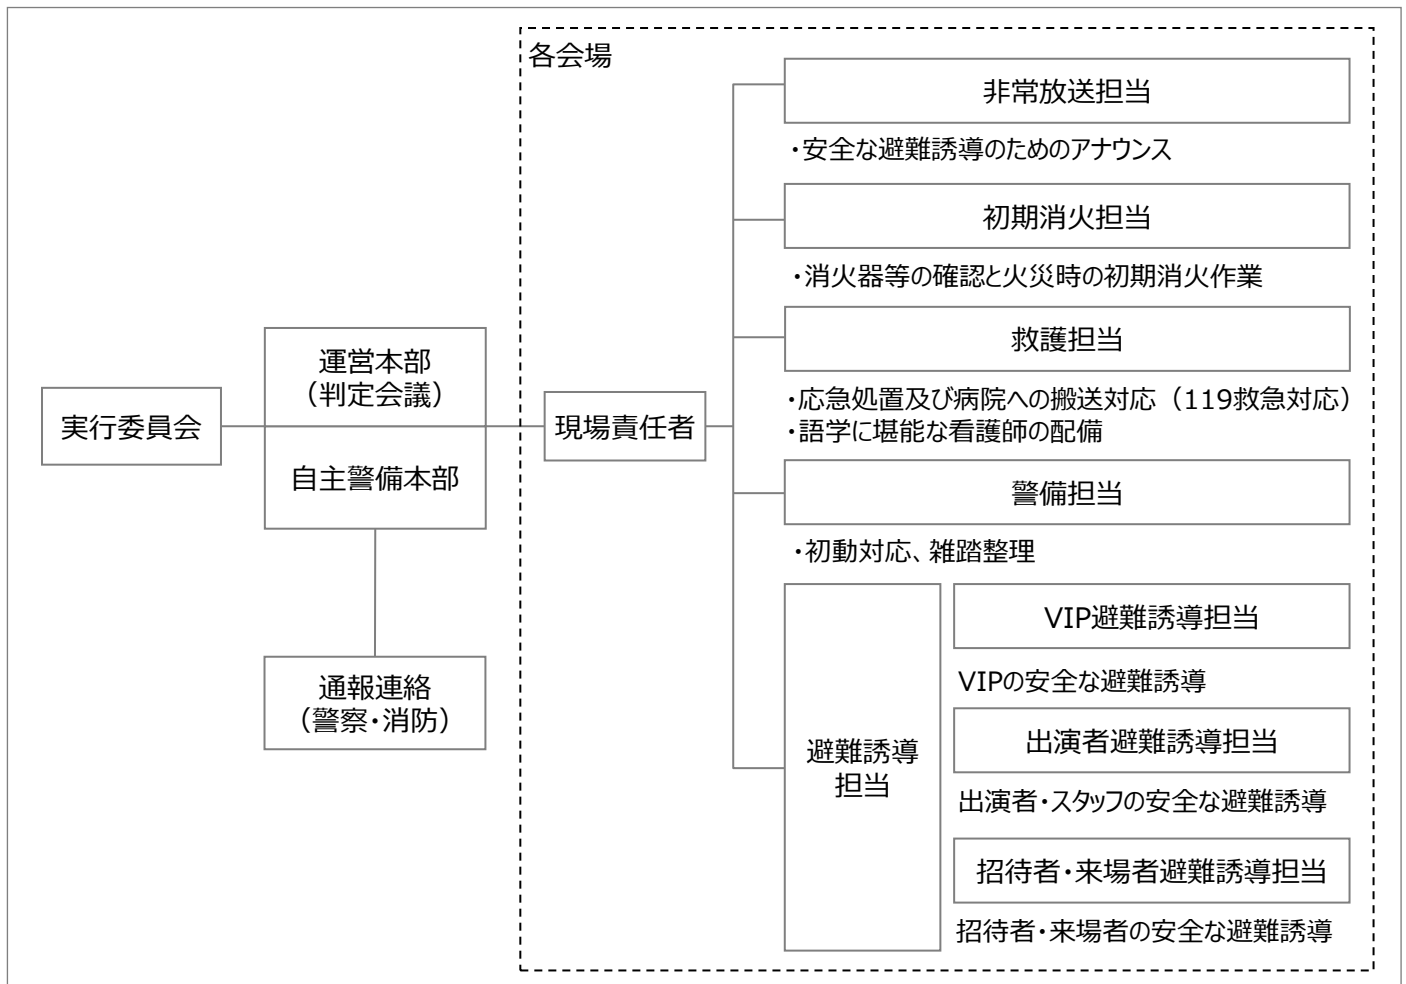 各会場
非常放送担当
・安全な避難誘導のためのアナウンス
初期消火担当
・消火器等の確認と火災時の初期消火作業
救護担当
・応急処置及び病院への搬送対応（119救急対応）
・語学に堪能な看護師の配備
警備担当
・初動対応、雑踏整理
実行委員会
運営本部
（判定会議）
自主警備本部
通報連絡
（警察・消防）
現場責任者
避難誘導
担当
VIP避難誘導担当
VIPの安全な避難誘導
出演者避難誘導担当
出演者・スタッフの安全な避難誘導
招待者・来場者避難誘導担当
招待者・来場者の安全な避難誘導